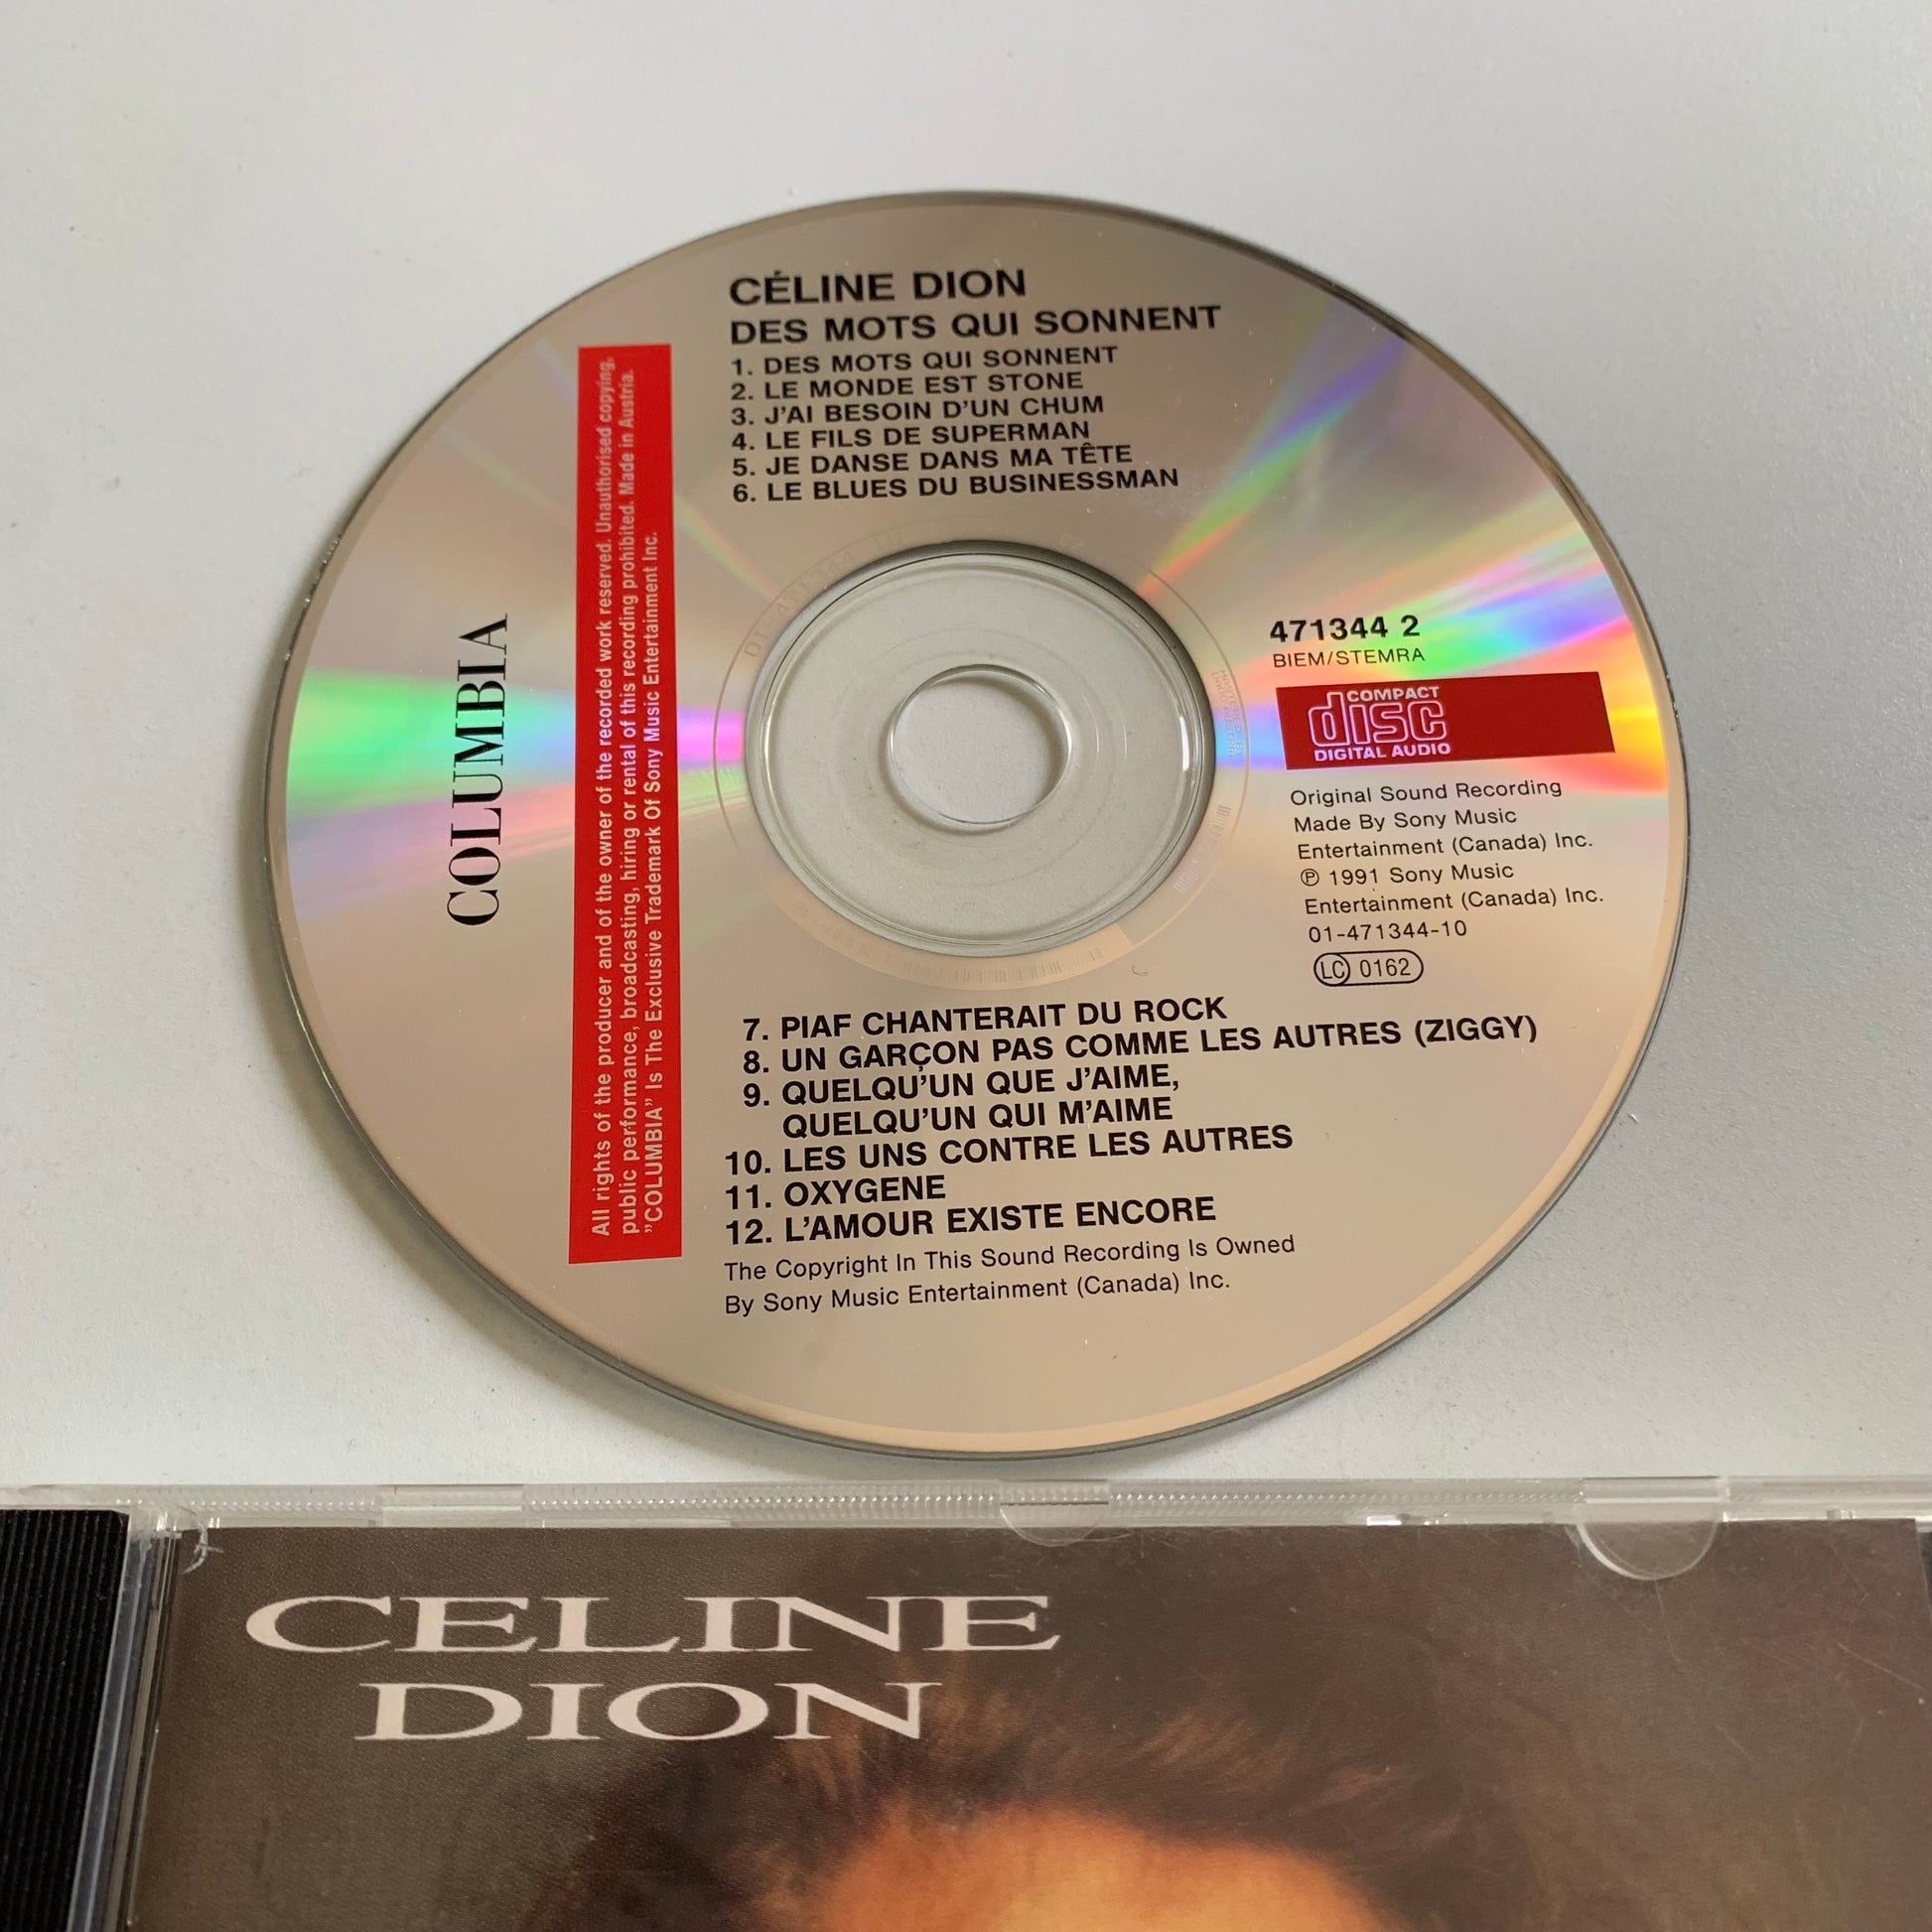 CÉLINE DION
DES MOTS QUI SONNENT
1. DES MOTS QUI SONNENT
2. LE MONDE EST STONE
3. J'AI BESOIN D'UN CHUM
4. LE FILS DE SUPERMAN
5. JE DANSE DANS MA TÊTE
6. LE BLUES DU BUSINESSMAN
COLUMBIA
All rights of the producer and of the owner of the recorded work reserved. Unauthorised copying,
public performance, broadcasting, hiring or rental of this recording prohibited. Made in Austria.
"COLUMBIA" Is The Exclusive Trademark Of Sony Music Entertainment Inc.
471344 2
BIEM/STEMRA
COMPACT
disc
DIGITAL AUDIO
Original Sound Recording
Made By Sony Music
Entertainment (Canada) Inc.
℗ 1991 Sony Music
Entertainment (Canada) Inc.
01-471344-10
LC 0162
7. PIAF CHANTERAIT DU ROCK
8. UN GARÇON PAS COMME LES AUTRES (ZIGGY)
9. QUELQU'UN QUE J'AIME,
QUELQU'UN QUI M'AIME
10. LES UNS CONTRE LES AUTRES
11. OXYGENE
12. L'AMOUR EXISTE ENCORE
The Copyright In This Sound Recording Is Owned
By Sony Music Entertainment (Canada) Inc.
CELINE
DION